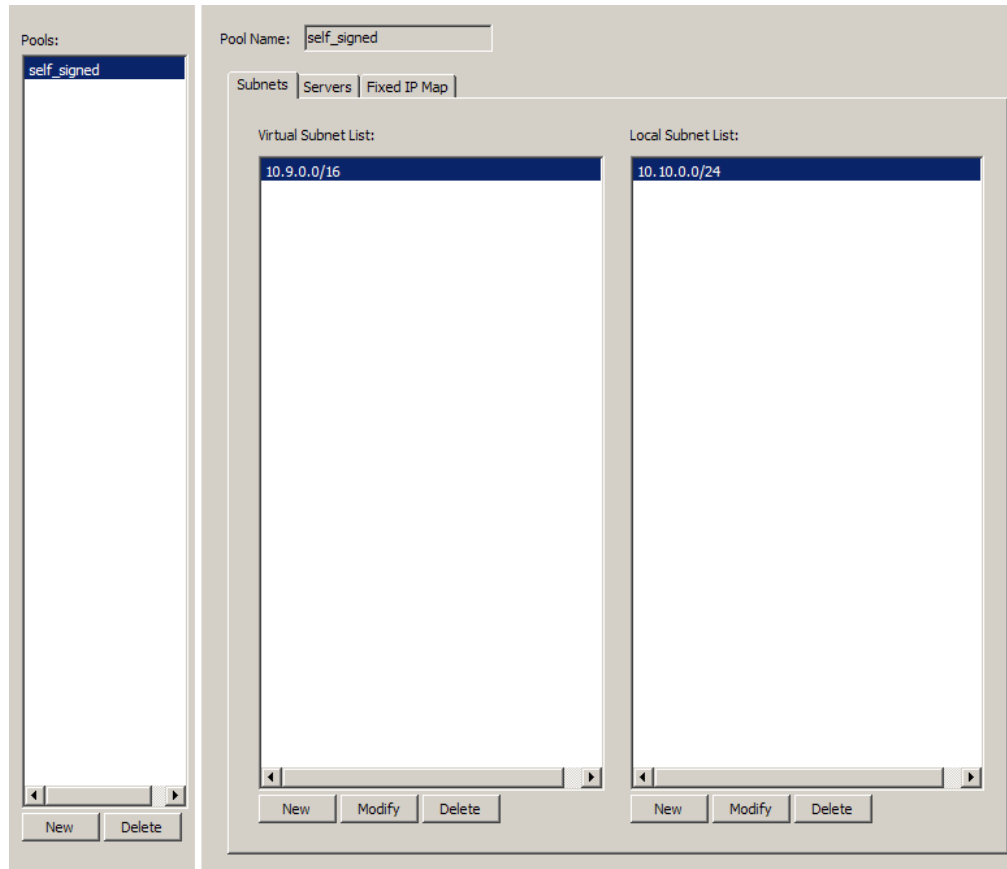 Pools:
self_signed
New Delete
Pool Name: self_signed
Subnets Servers Fixed IP Map
Virtual Subnet List:
10.9.0.0/16
New Modify Delete
Local Subnet List:
10.10.0.0/24
New Modify Delete